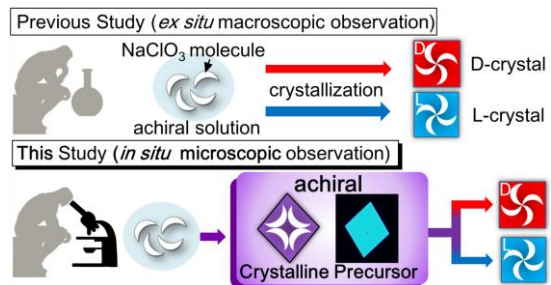 Previous Study (ex situ macroscopic observation)
NaClO3 molecule
D
D-crystal
crystallization
achiral solution
L
L-crystal
This Study (in situ microscopic observation)
achiral
D
Crystalline Precursor
L